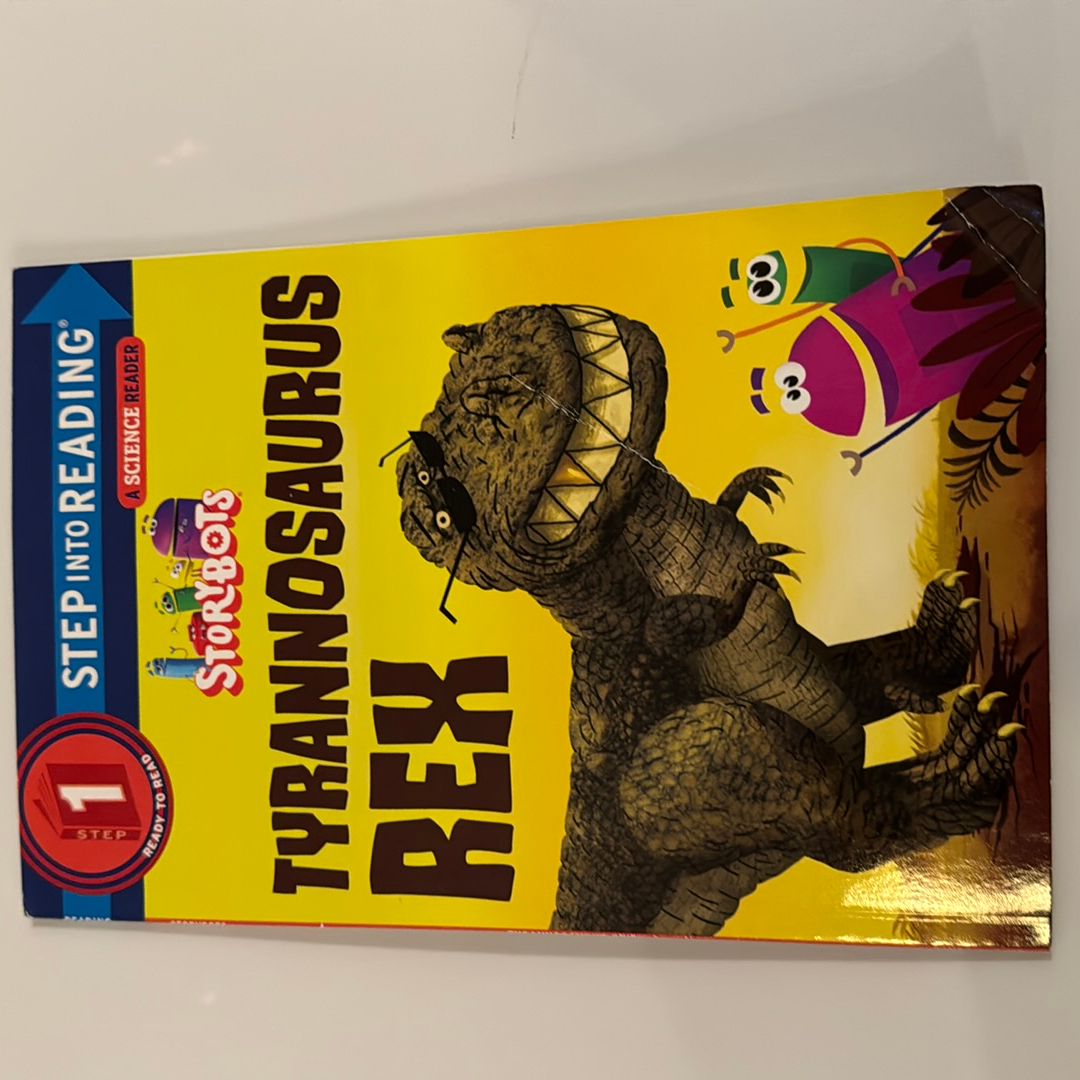 STEP INTO READING®
1
STEP
READY TO READ
A SCIENCE READER
STORYBOTS
TYRANNOSAURUS
REX